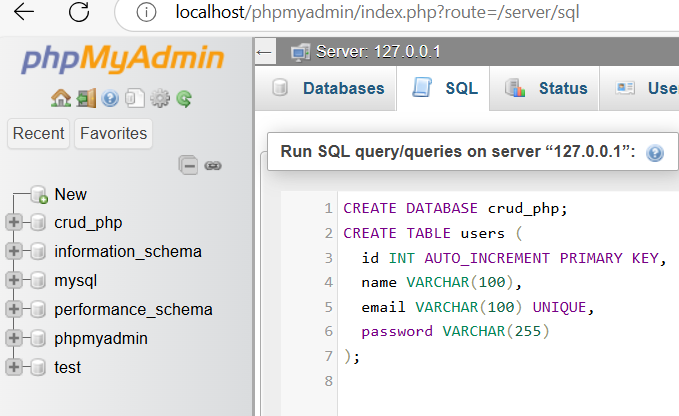 localhost/phpmyadmin/index.php?route=/server/sql
phpMyAdmin
Recent Favorites
New
crud_php
information_schema
mysql
performance_schema
phpmyadmin
test
Server: 127.0.0.1
Databases SQL Status Use
Run SQL query/queries on server “127.0.0.1”:
1 CREATE DATABASE crud_php;
2 CREATE TABLE users (
3 id INT AUTO_INCREMENT PRIMARY KEY,
4 name VARCHAR(100),
5 email VARCHAR(100) UNIQUE,
6 password VARCHAR(255)
7 );
8